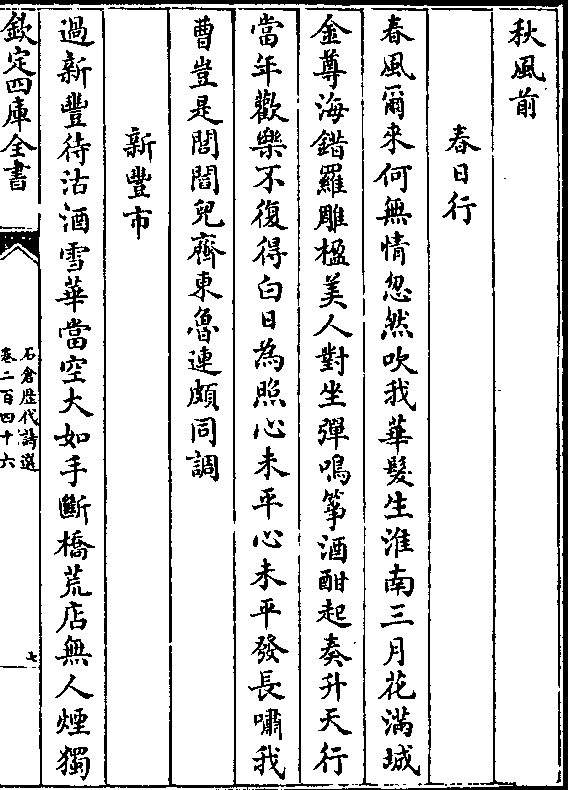 秋風前
春日行
春風爾來何無情忽然吹我華髮生淮南三月花滿城
金尊海錯羅雕楹美人對坐彈鳴箏酒酣起奏升天行
當年歡樂不復得白日為照心未平心未平發長嘯我
曹豈是閭閻兒齊東魯連頗同調
新豐市
過新豐待沽酒雪華當空大如手斷橋荒店無人煙獨
欽定四庫全書
石倉歷代詩選
卷二百四十六
七